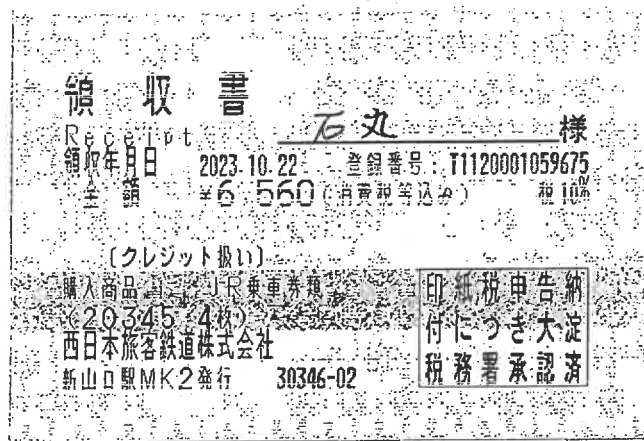 領収書
Receipt
石丸 様
領収年月日 2023.10.22 登録番号：T1120001059675
金額 ¥6,560（消費税等込み） 税10%
〔クレジット扱い〕
購入商品 JR乗車券類
（20345 4枚）
西日本旅客鉄道株式会社
新山口駅MK2発行 30346-02
印紙税申告納
付につき大淀
税務署承認済